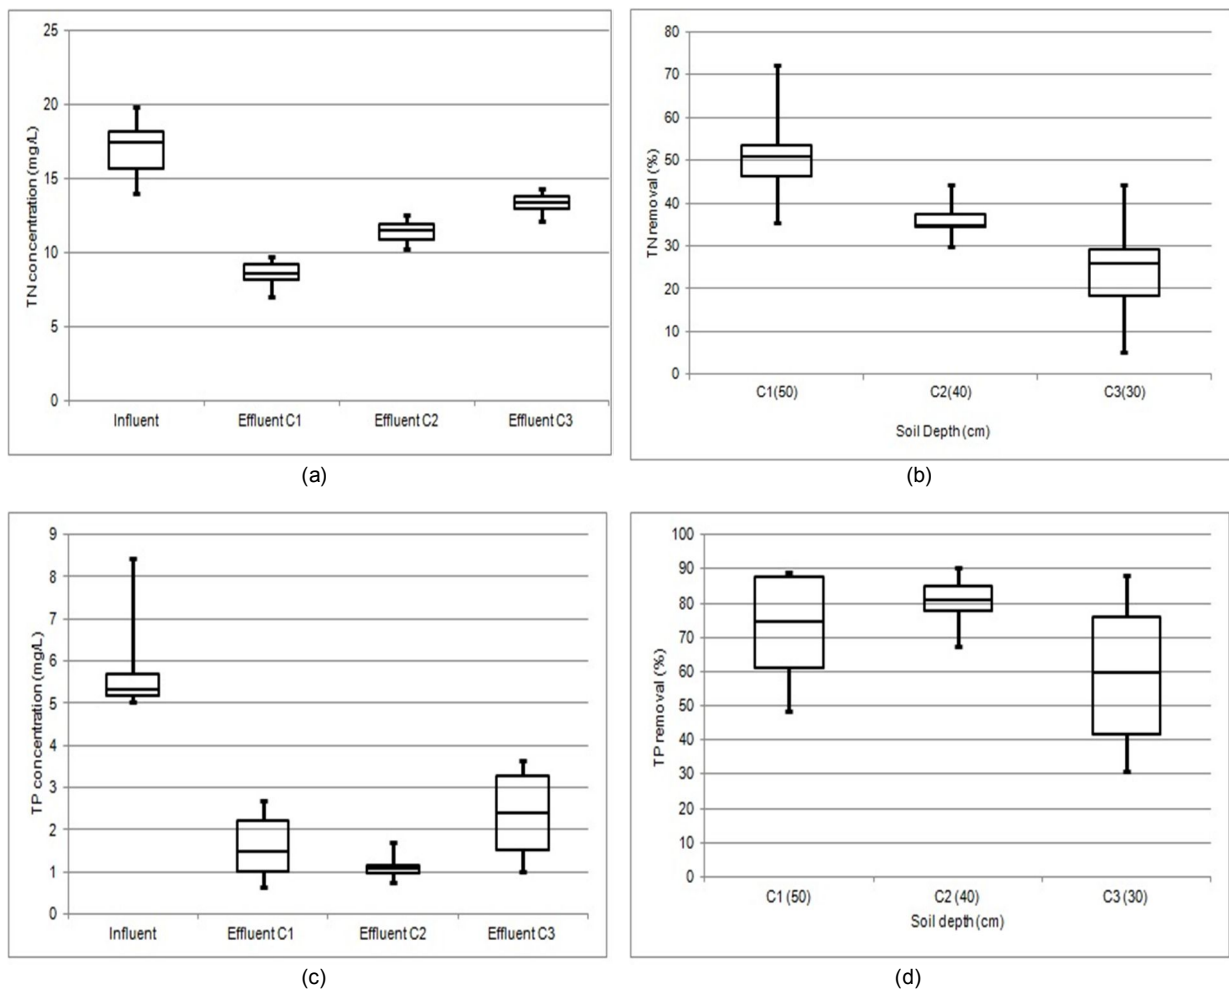 TN concentration (mg/L)
25
20
15
10
5
0
Influent Effluent C1 Effluent C2 Effluent C3
(a)
TN removal (%)
80
70
60
50
40
30
20
10
0
C1(50) C2(40) C3(30)
Soil Depth (cm)
(b)
TP concentration (mg/L)
9
8
7
6
5
4
3
2
1
0
Influent Effluent C1 Effluent C2 Effluent C3
(c)
TP removal (%)
100
90
80
70
60
50
40
30
20
10
0
C1 (50) C2 (40) C3 (30)
Soil depth (cm)
(d)